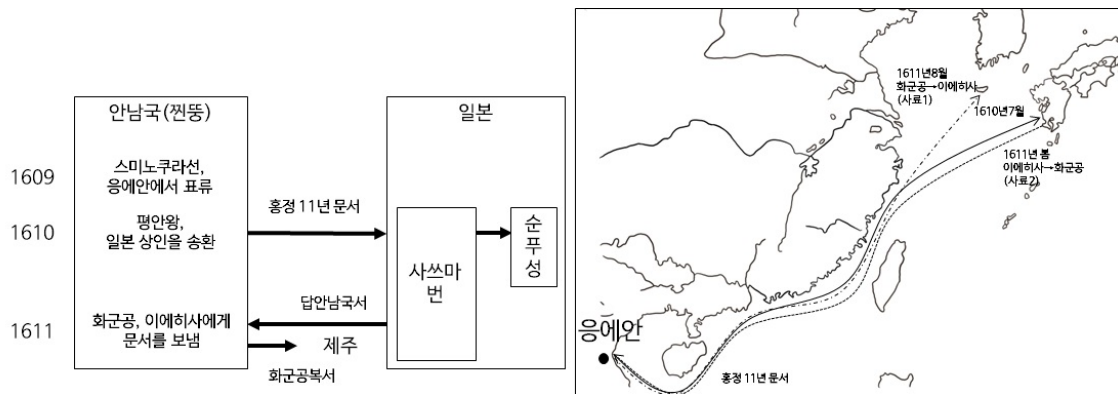 안남국(찐뚱)
일본
1609
스미노쿠라선,
응에안에서 표류
1610
평안왕,
일본 상인을 송환
홍정 11년 문서
사쓰마
번
순
푸
성
1611
화군공, 이에히사에게
문서를 보냄
답안남국서
제주
화군공복서
1611년8월
화군공→이에히사
(사료1)
1610년7월
1611년 봄
이에히사→화군공
(사료2)
응에안
홍정 11년 문서